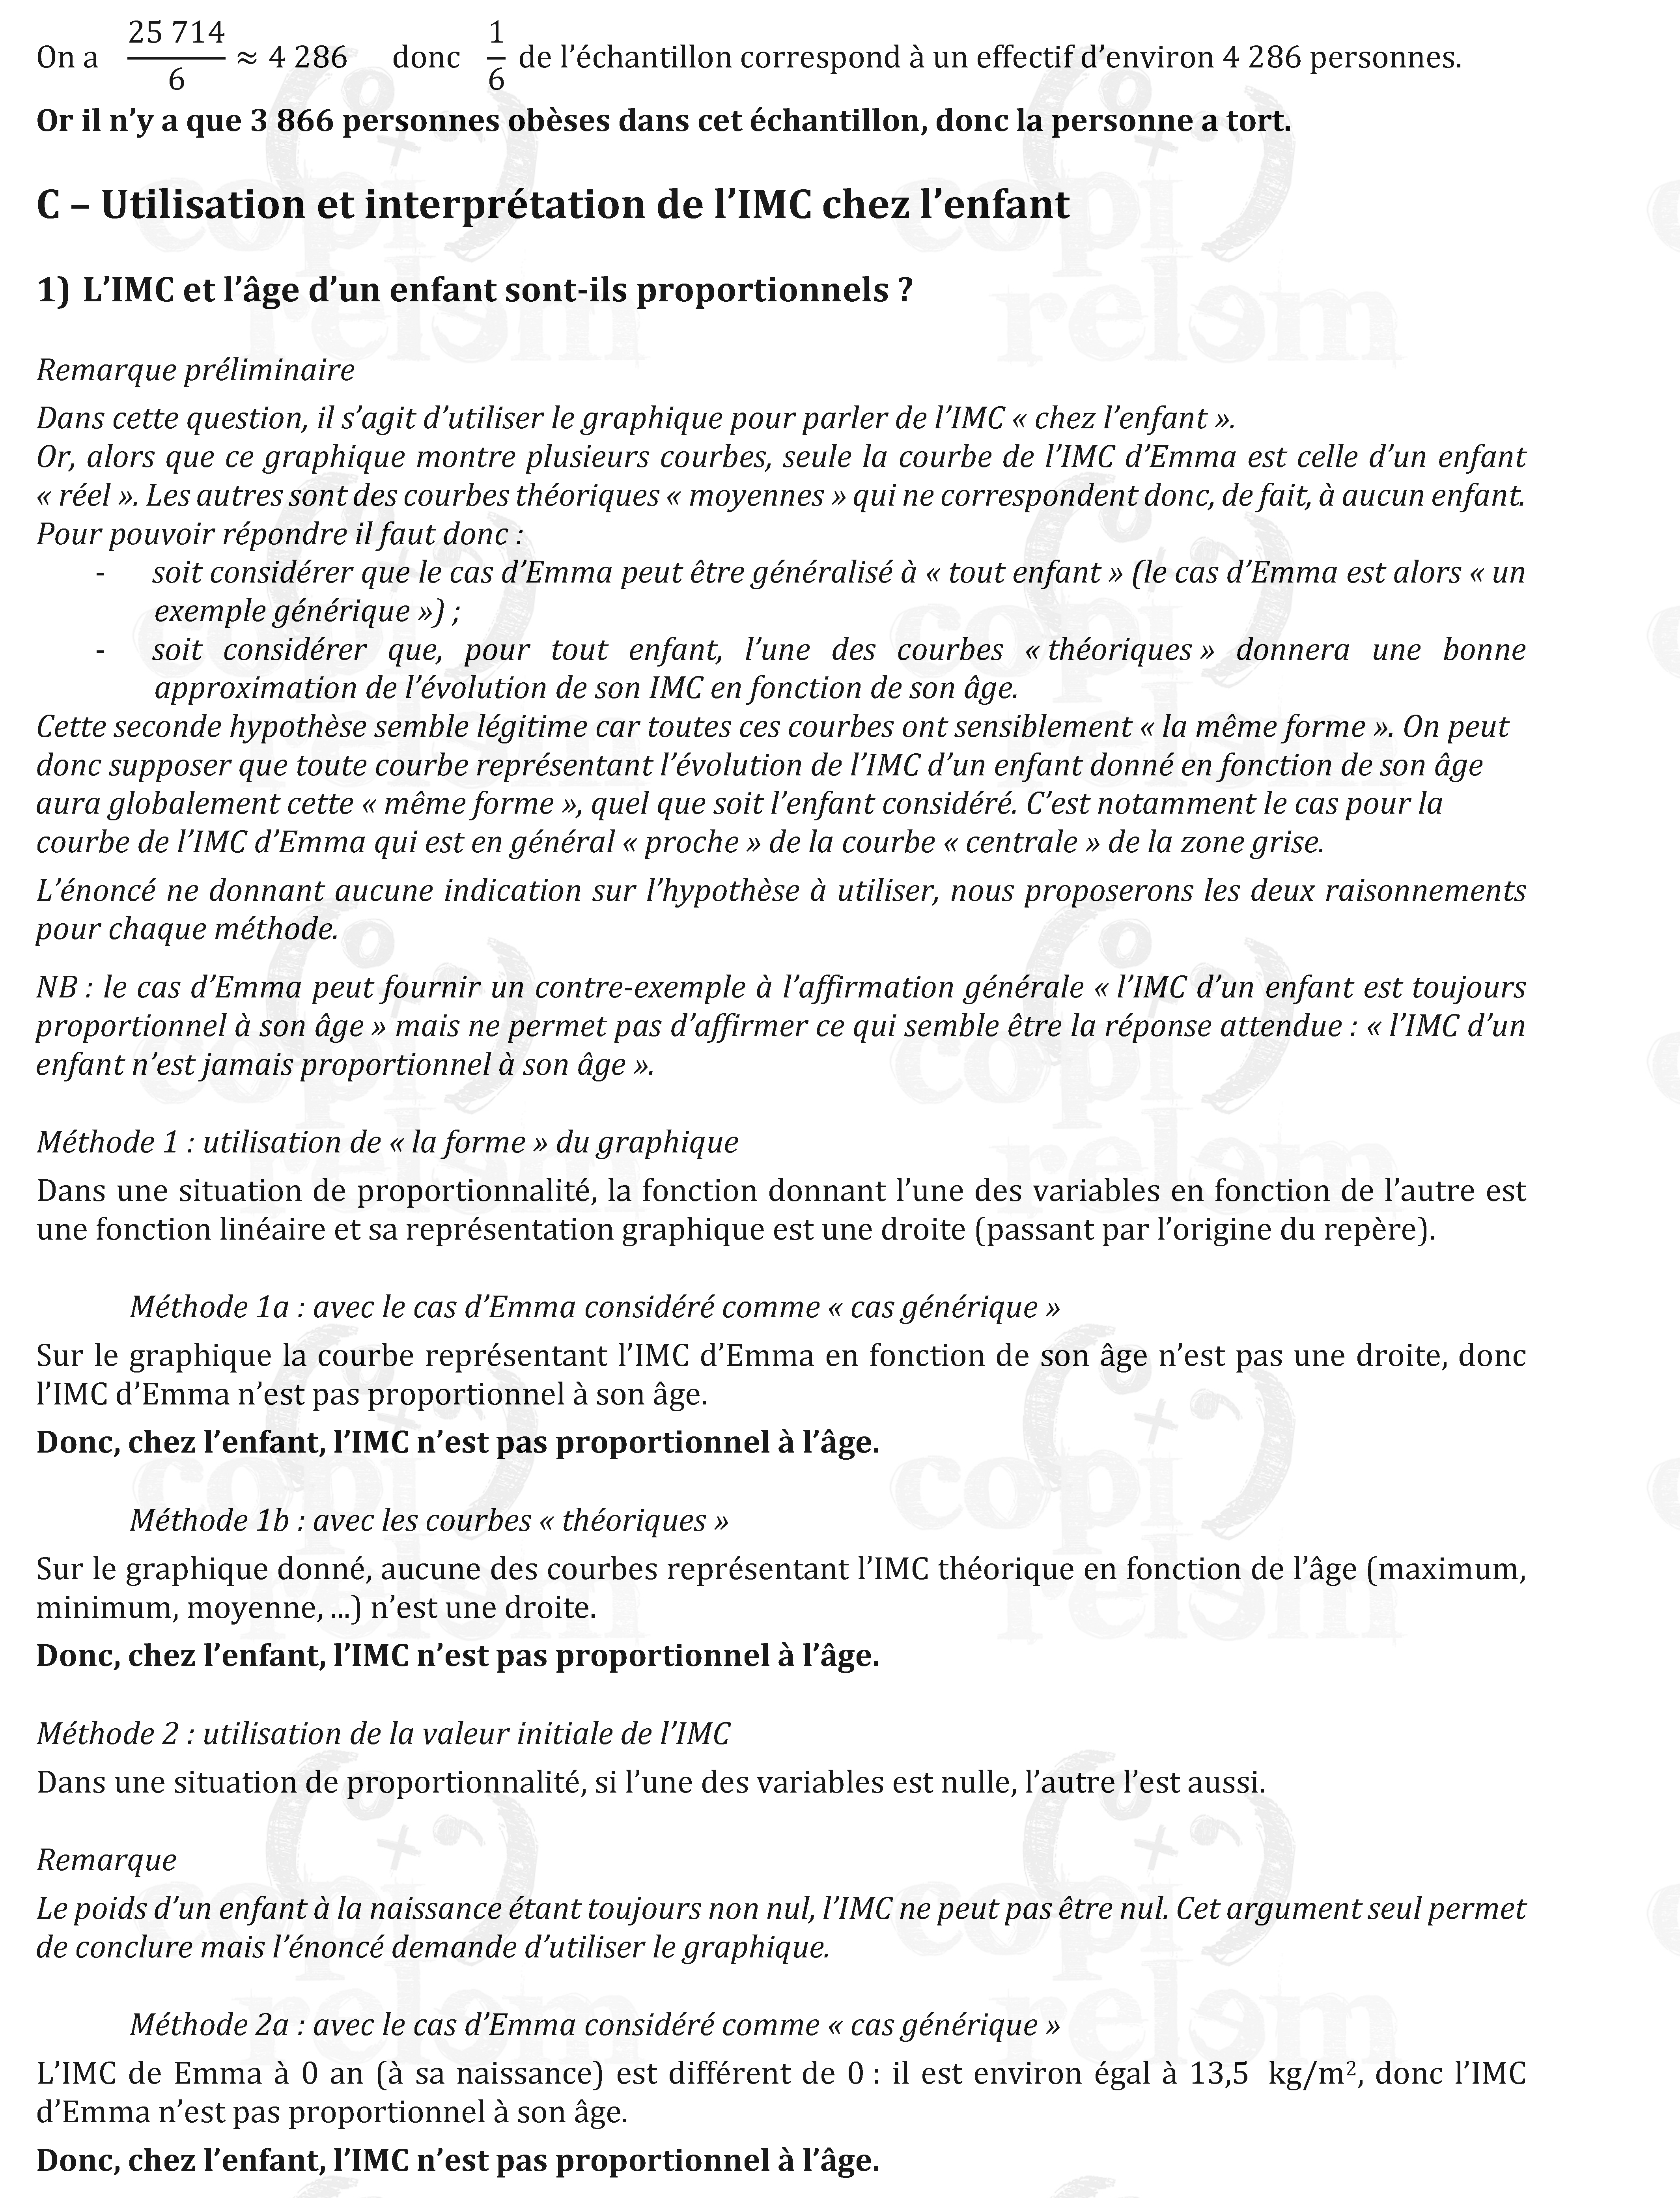 On a 25 714/6 ≈ 4 286 donc 1/6 de l’échantillon correspond à un effectif d’environ 4 286 personnes.
Or il n’y a que 3 866 personnes obèses dans cet échantillon, donc la personne a tort.
C – Utilisation et interprétation de l’IMC chez l’enfant
1) L’IMC et l’âge d’un enfant sont-ils proportionnels ?
Remarque préliminaire
Dans cette question, il s’agit d’utiliser le graphique pour parler de l’IMC « chez l’enfant ».
Or, alors que ce graphique montre plusieurs courbes, seule la courbe de l’IMC d’Emma est celle d’un enfant
« réel ». Les autres sont des courbes théoriques « moyennes » qui ne correspondent donc, de fait, à aucun enfant.
Pour pouvoir répondre il faut donc :
- soit considérer que le cas d’Emma peut être généralisé à « tout enfant » (le cas d’Emma est alors « un
exemple générique ») ;
- soit considérer que, pour tout enfant, l’une des courbes « théoriques » donnera une bonne
approximation de l’évolution de son IMC en fonction de son âge.
Cette seconde hypothèse semble légitime car toutes ces courbes ont sensiblement « la même forme ». On peut
donc supposer que toute courbe représentant l’évolution de l’IMC d’un enfant donné en fonction de son âge
aura globalement cette « même forme », quel que soit l’enfant considéré. C’est notamment le cas pour la
courbe de l’IMC d’Emma qui est en général « proche » de la courbe « centrale » de la zone grise.
L’énoncé ne donnant aucune indication sur l’hypothèse à utiliser, nous proposerons les deux raisonnements
pour chaque méthode.
NB : le cas d’Emma peut fournir un contre-exemple à l’affirmation générale « l’IMC d’un enfant est toujours
proportionnel à son âge » mais ne permet pas d’affirmer ce qui semble être la réponse attendue : « l’IMC d’un
enfant n’est jamais proportionnel à son âge ».
Méthode 1 : utilisation de « la forme » du graphique
Dans une situation de proportionnalité, la fonction donnant l’une des variables en fonction de l’autre est
une fonction linéaire et sa représentation graphique est une droite (passant par l’origine du repère).
Méthode 1a : avec le cas d’Emma considéré comme « cas générique »
Sur le graphique la courbe représentant l’IMC d’Emma en fonction de son âge n’est pas une droite, donc
l’IMC d’Emma n’est pas proportionnel à son âge.
Donc, chez l’enfant, l’IMC n’est pas proportionnel à l’âge.
Méthode 1b : avec les courbes « théoriques »
Sur le graphique donné, aucune des courbes représentant l’IMC théorique en fonction de l’âge (maximum,
minimum, moyenne, ...) n’est une droite.
Donc, chez l’enfant, l’IMC n’est pas proportionnel à l’âge.
Méthode 2 : utilisation de la valeur initiale de l’IMC
Dans une situation de proportionnalité, si l’une des variables est nulle, l’autre l’est aussi.
Remarque
Le poids d’un enfant à la naissance étant toujours non nul, l’IMC ne peut pas être nul. Cet argument seul permet
de conclure mais l’énoncé demande d’utiliser le graphique.
Méthode 2a : avec le cas d’Emma considéré comme « cas générique »
L’IMC de Emma à 0 an (à sa naissance) est différent de 0 : il est environ égal à 13,5 kg/m², donc l’IMC
d’Emma n’est pas proportionnel à son âge.
Donc, chez l’enfant, l’IMC n’est pas proportionnel à l’âge.